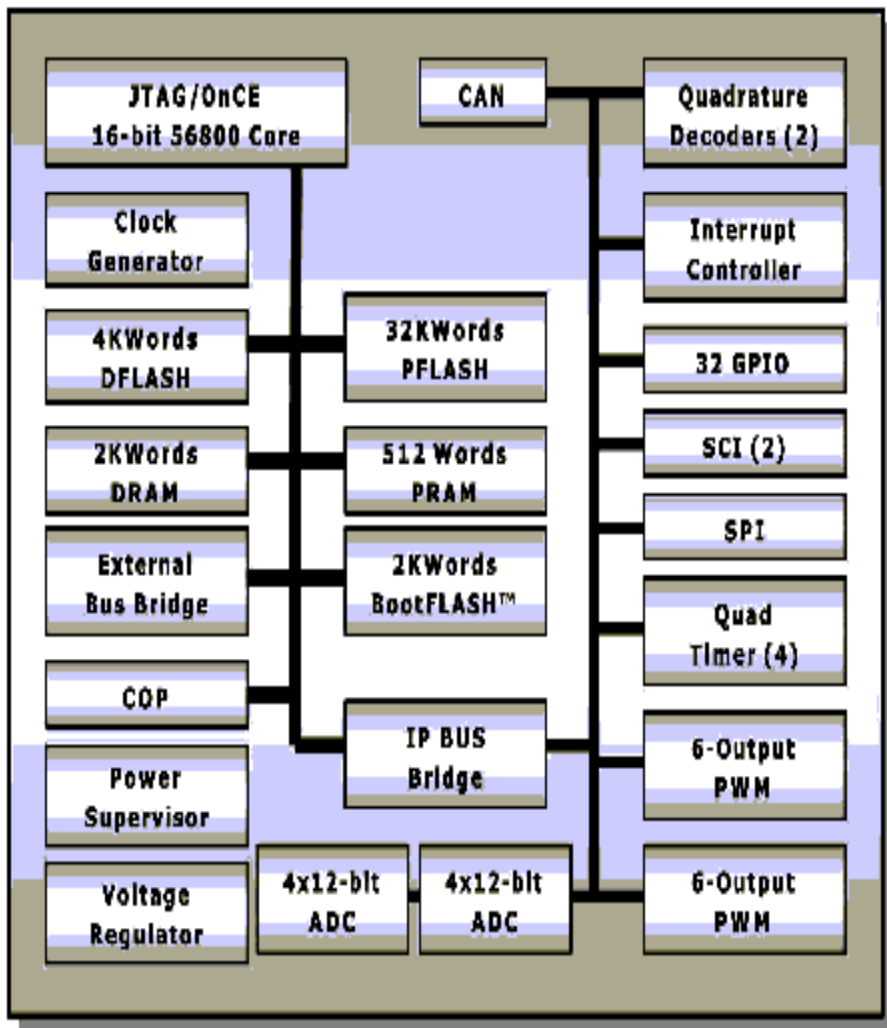 JTAG/OnCE
16-bit 56800 Core
CAN
Quadrature
Decoders (2)
Clock
Generator
Interrupt
Controller
4KWords
DFLASH
32KWords
PFLASH
32 GPIO
2KWords
DRAM
512 Words
PRAM
SCI (2)
SPI
External
Bus Bridge
2KWords
BootFLASH™
Quad
Timer (4)
COP
IP BUS
Bridge
6-Output
PWM
Power
Supervisor
Voltage
Regulator
4x12-bit
ADC
4x12-bit
ADC
6-Output
PWM